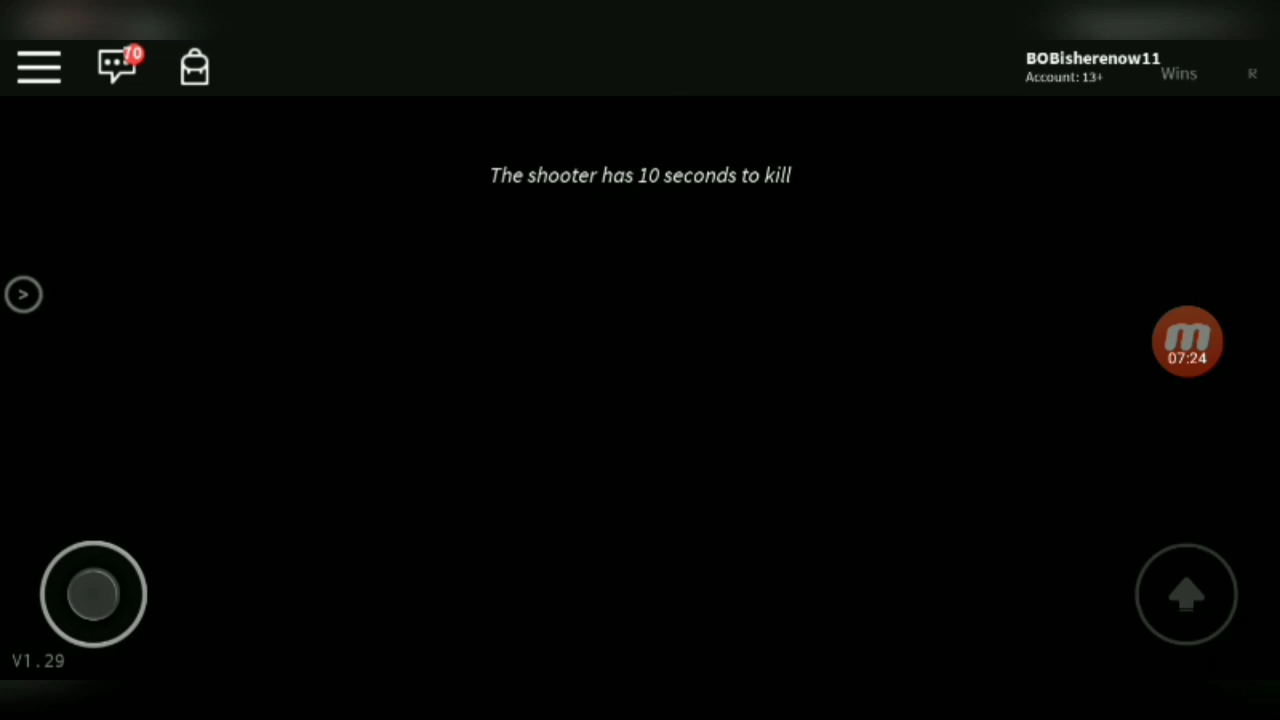 70
BOBisherenow11
Account: 13+
Wins
R
The shooter has 10 seconds to kill
>
m
07:24
V1.29